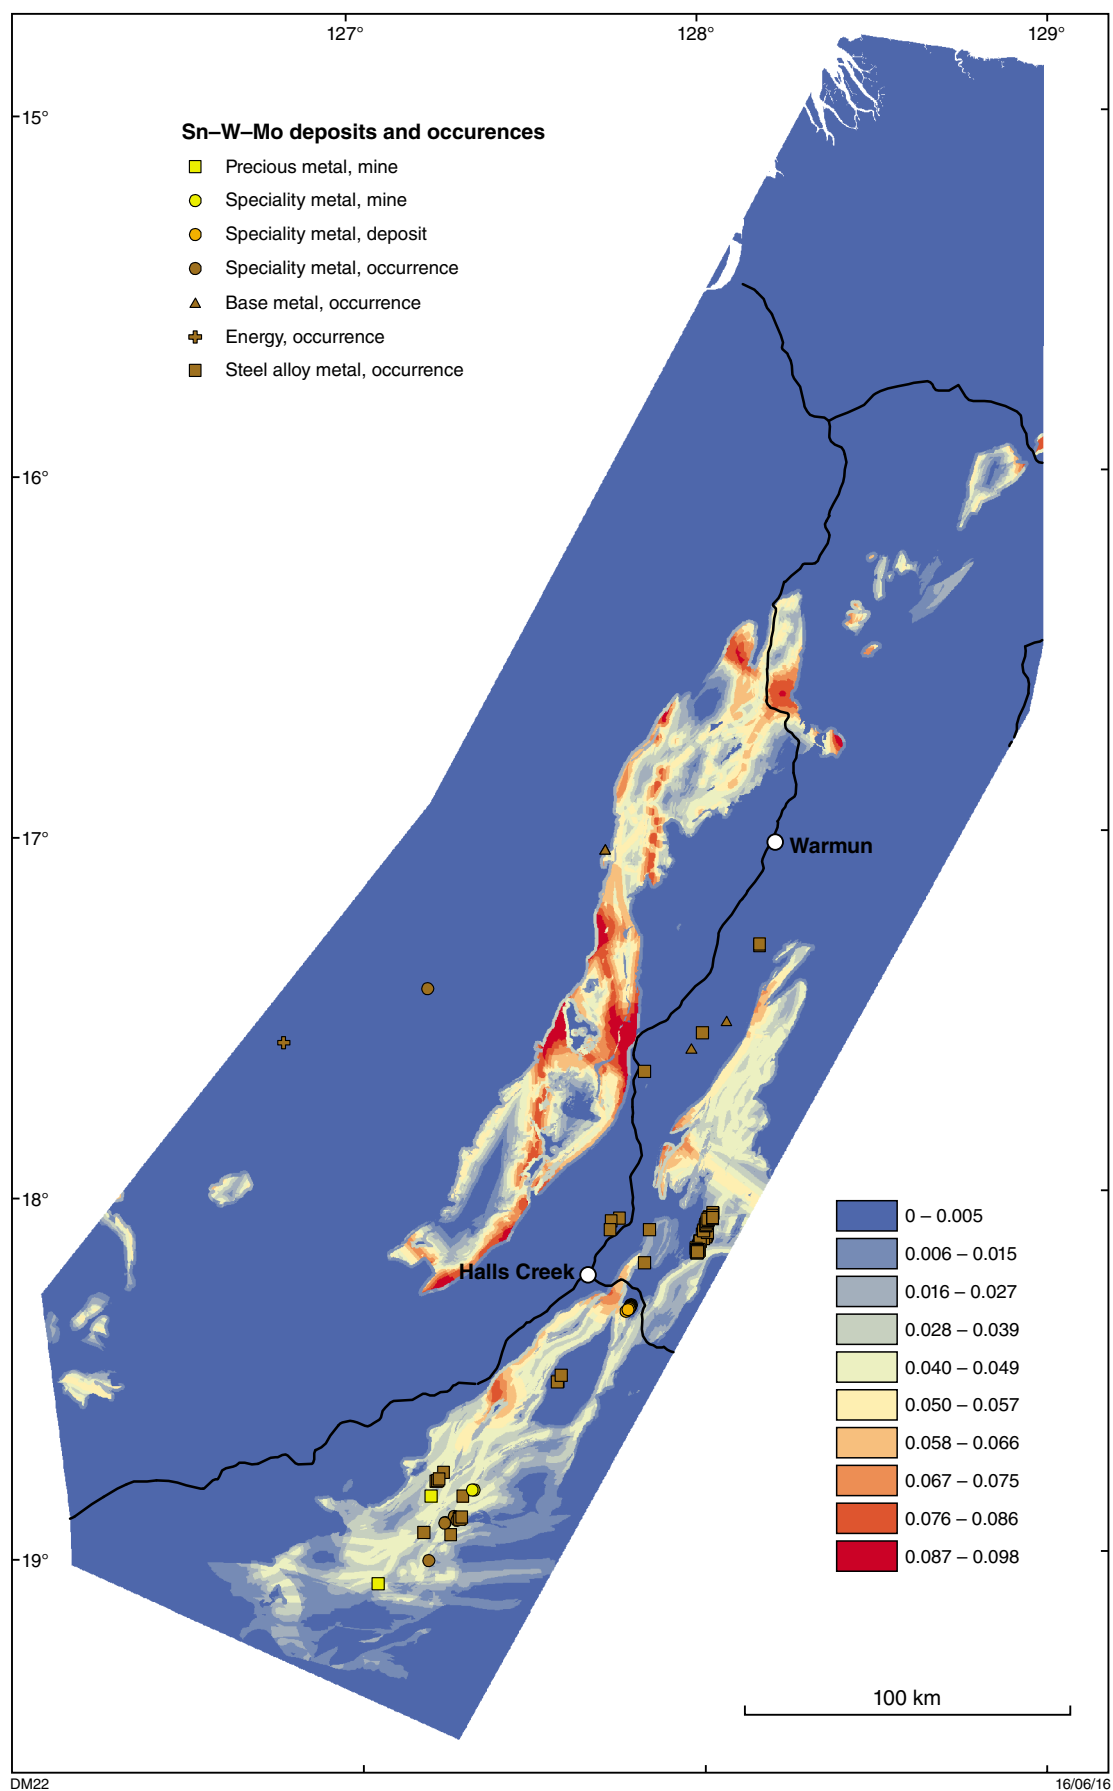 127°
128°
129°
15°
Sn–W–Mo deposits and occurences
Precious metal, mine
Speciality metal, mine
Speciality metal, deposit
Speciality metal, occurrence
Base metal, occurrence
Energy, occurrence
Steel alloy metal, occurrence
16°
17°
Warmun
18°
Halls Creek
0 – 0.005
0.006 – 0.015
0.016 – 0.027
0.028 – 0.039
0.040 – 0.049
0.050 – 0.057
0.058 – 0.066
0.067 – 0.075
0.076 – 0.086
0.087 – 0.098
19°
100 km
DM22
16/06/16